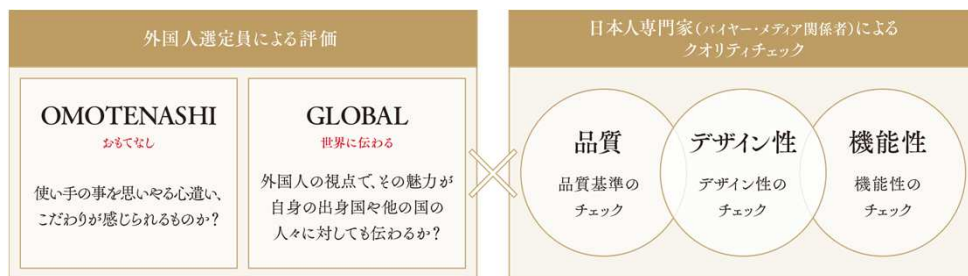 外国人選定員による評価
OMOTENASHI
おもてなし
使い手の事を思いやる心遣い、
こだわりが感じられるものか?
GLOBAL
世界に伝わる
外国人の視点で、その魅力が
自身の出身国や他の国の
人々に対しても伝わるか?
日本人専門家(バイヤー・メディア関係者)による
クオリティチェック
品質
品質基準の
チェック
デザイン性
デザイン性の
チェック
機能性
機能性の
チェック